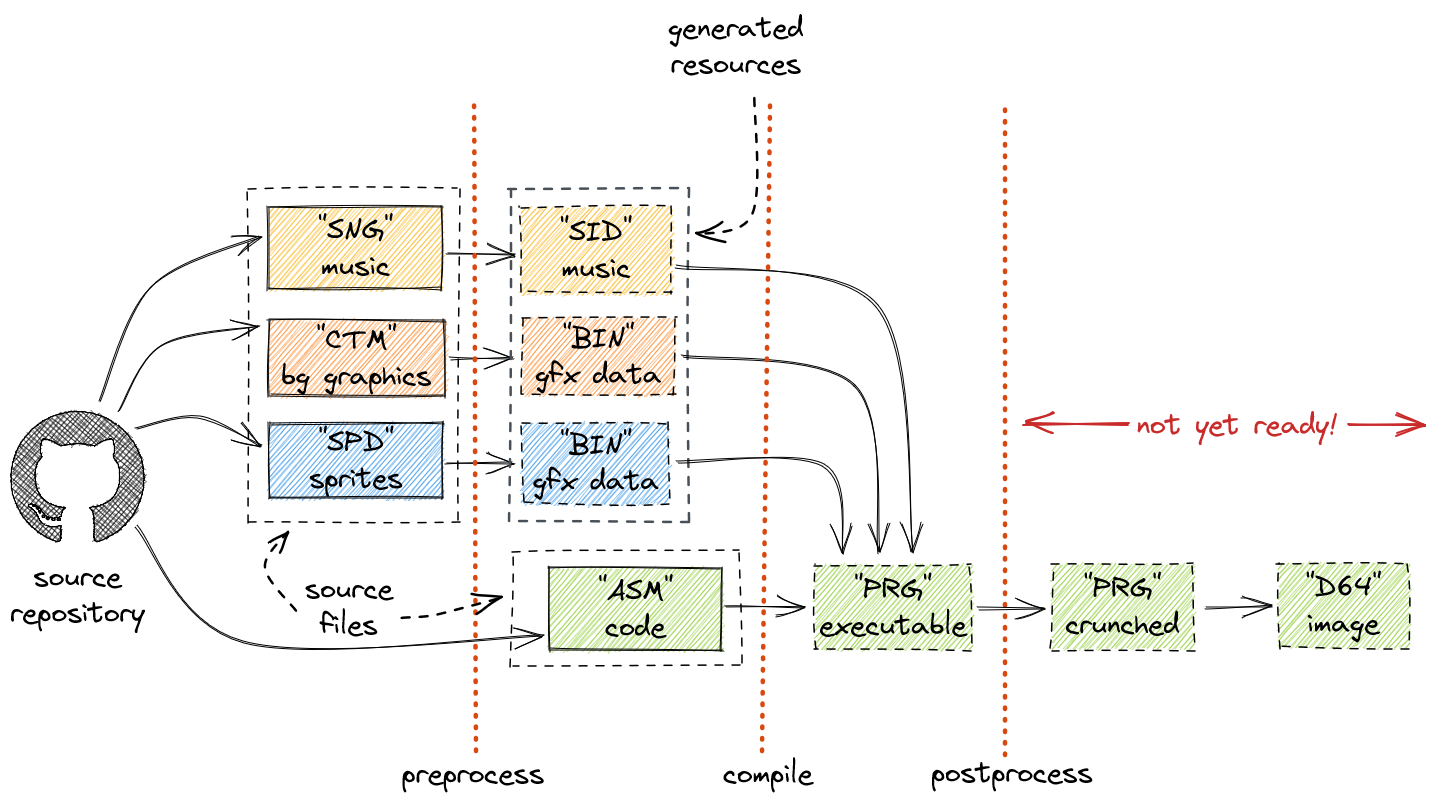 generated
resources
"SNG"
music
"SID"
music
"CTM"
bg graphics
"BIN"
gfx data
not yet ready!
"SPD"
sprites
"BIN"
gfx data
source
repository
source
files
"ASM"
code
"PRG"
executable
"PRG"
crunched
"D64"
image
preprocess
compile
postprocess